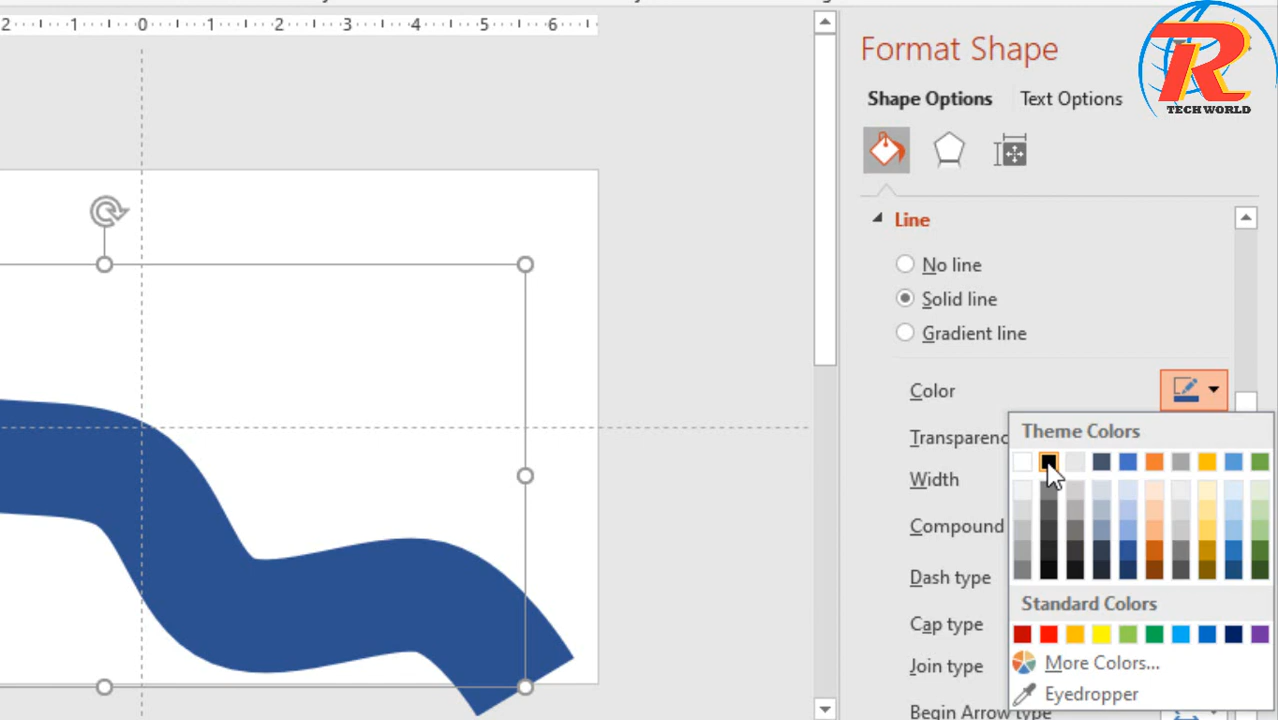 2 1 0 1 2 3 4 5 6
Format Shape
R
TECH WORLD
Shape Options Text Options
Line
No line
Solid line
Gradient line
Color
Transparenc
Width
Compound
Dash type
Cap type
Join type
Begin Arrow type
Theme Colors
Standard Colors
More Colors...
Eyedropper